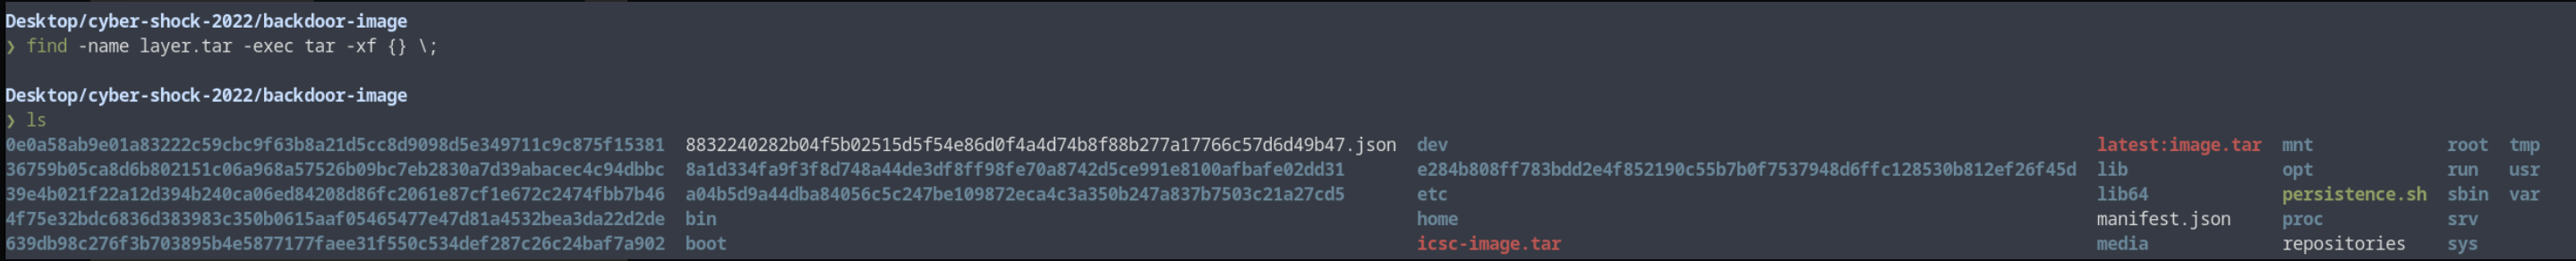 Desktop/cyber-shock-2022/backdoor-image
❯ find -name layer.tar -exec tar -xf {} \;
Desktop/cyber-shock-2022/backdoor-image
❯ ls
0e0a58ab9e01a83222c59cbc9f63b8a21d5cc8d9098d5e349711c9c875f15381 8832240282b04f5b02515d5f54e86d0f4a4d74b8f88b277a17766c57d6d49b47.json dev latest:image.tar mnt root tmp
36759b05ca8d6b802151c06a968a57526b09bc7eb2830a7d39abacec4c94dbbc 8a1d334fa9f3f8d748a44de3df8ff98fe70a8742d5ce991e8100afbafe02dd31 e284b808ff783bdd2e4f852190c55b7b0f7537948d6ffc128530b812ef26f45d lib opt run usr
39e4b021f22a12d394b240ca06ed84208d86fc2061e87cf1e672c2474fbb7b46 a04b5d9a44dba84056c5c247be109872eca4c3a350b247a837b7503c21a27cd5 etc lib64 persistence.sh sbin var
4f75e32bdc6836d383983c350b0615aaf05465477e47d81a4532bea3da22d2de bin home manifest.json proc srv
639db98c276f3b703895b4e5877177faee31f550c534def287c26c24baf7a902 boot icsc-image.tar media repositories sys